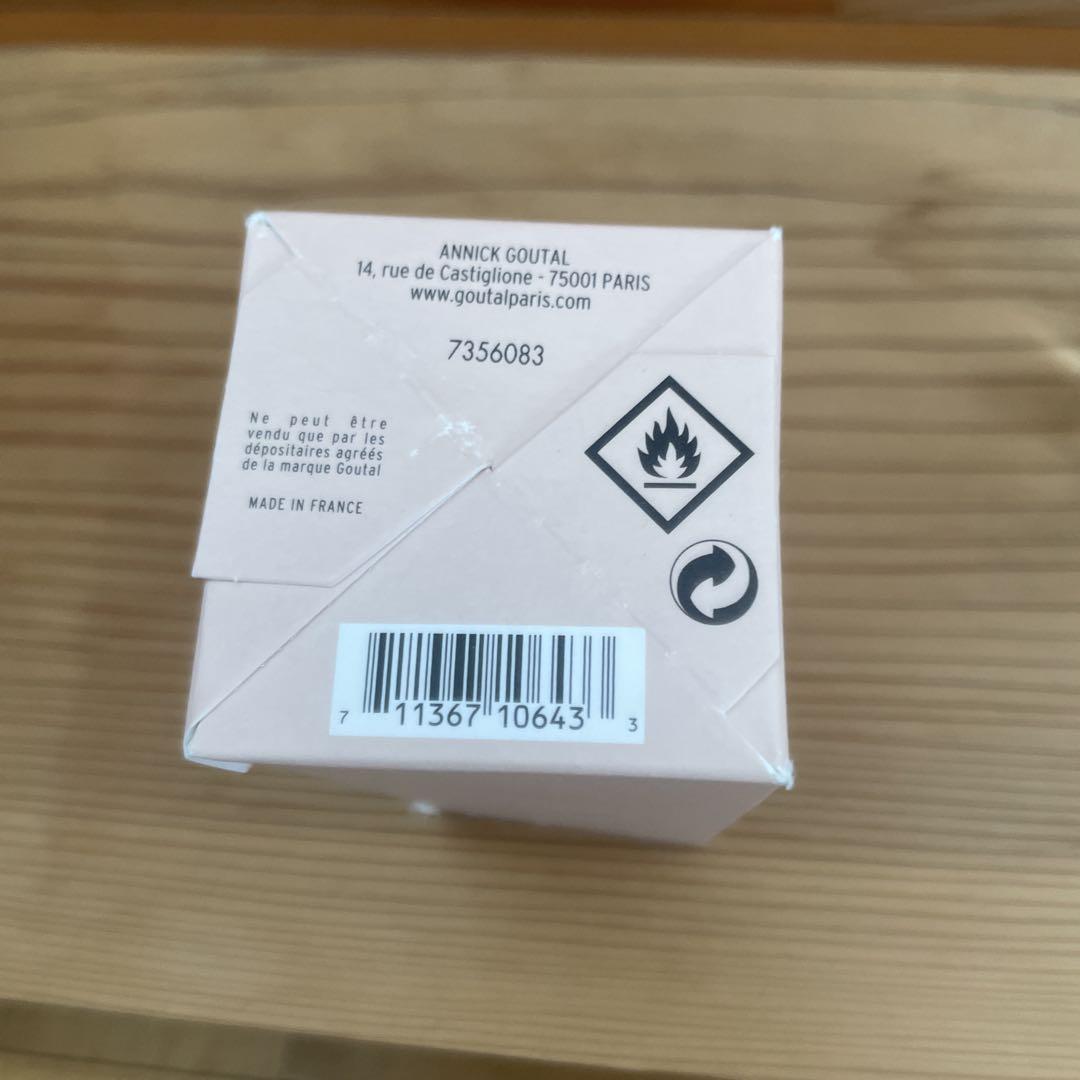 ANNICK GOUTAL
14, rue de Castiglione - 75001 PARIS
www.goutalparis.com
7356083
Ne peut être
vendu que par les
dépositaires agréés
de la marque Goutal
MADE IN FRANCE
7 11367 10643 3